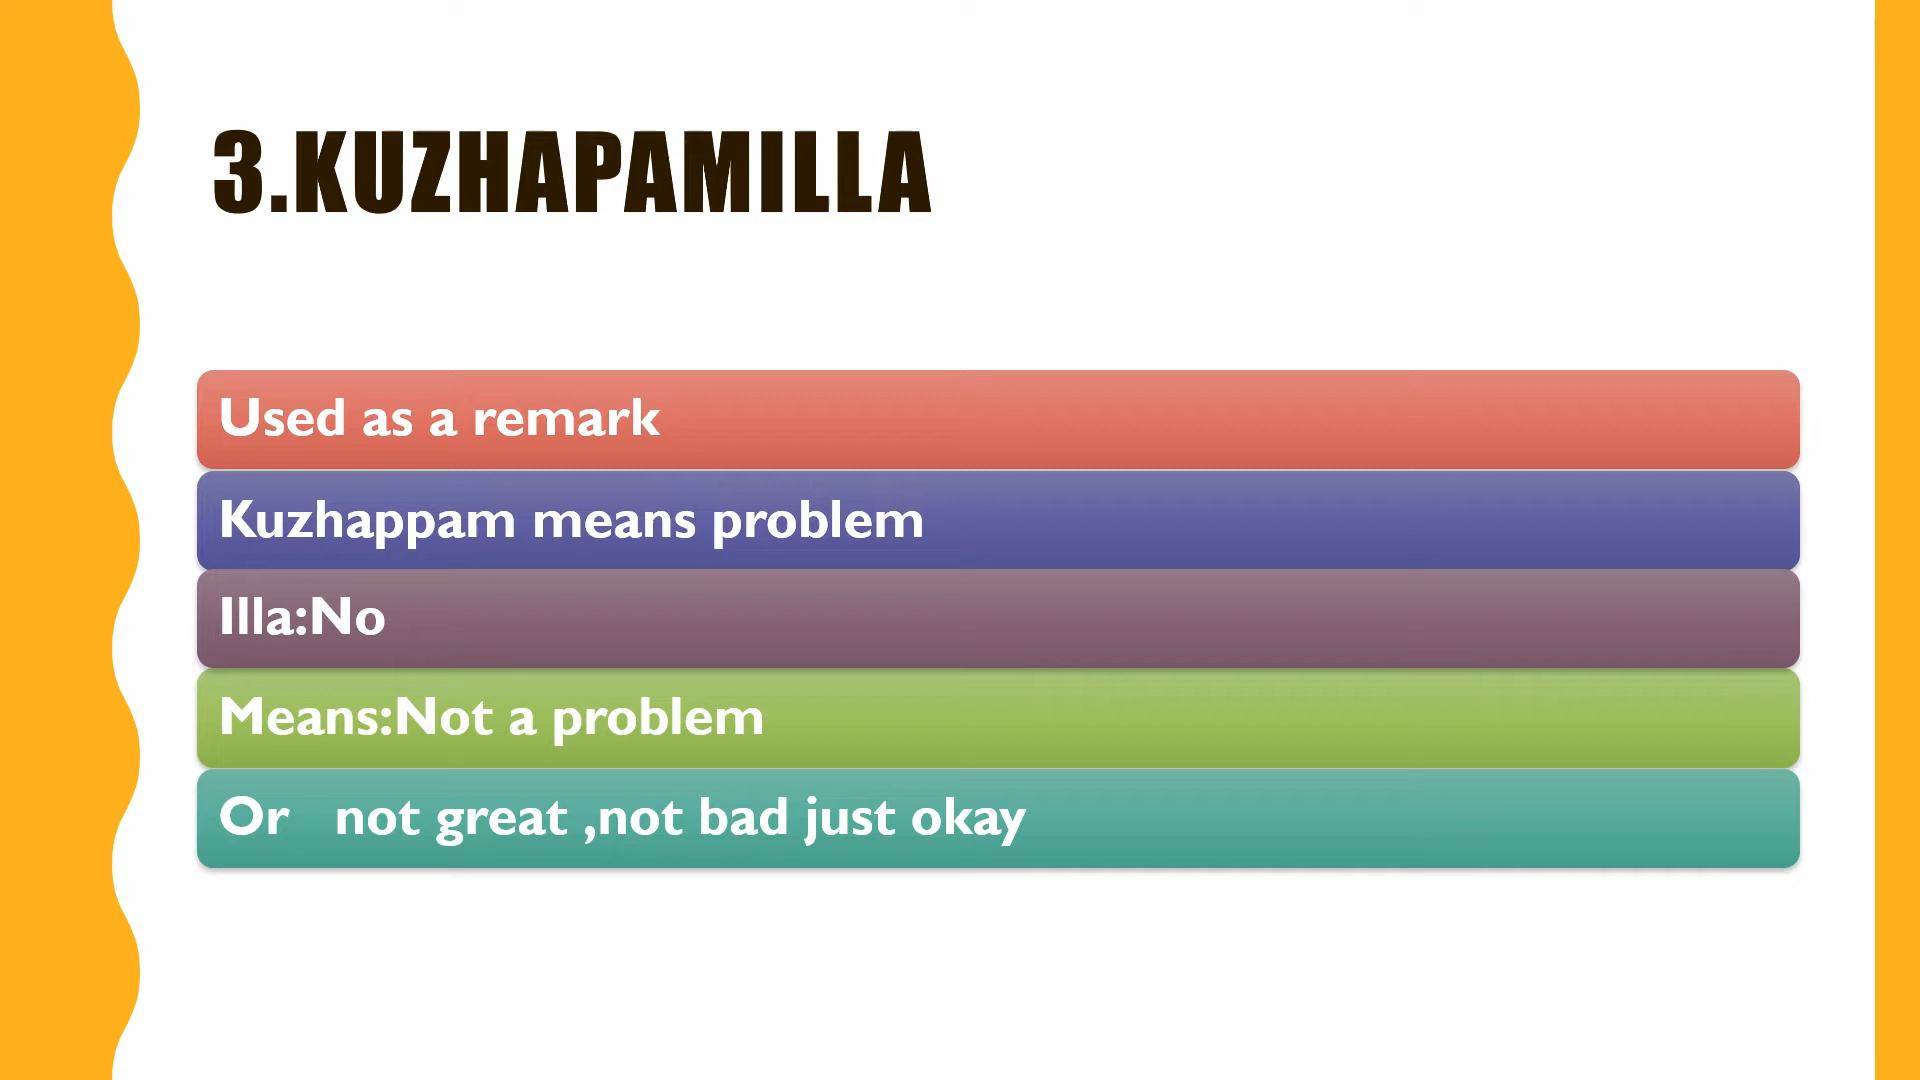 3.KUZHAPAMILLA
Used as a remark
Kuzhappam means problem
Illa:No
Means:Not a problem
Or   not great ,not bad just okay